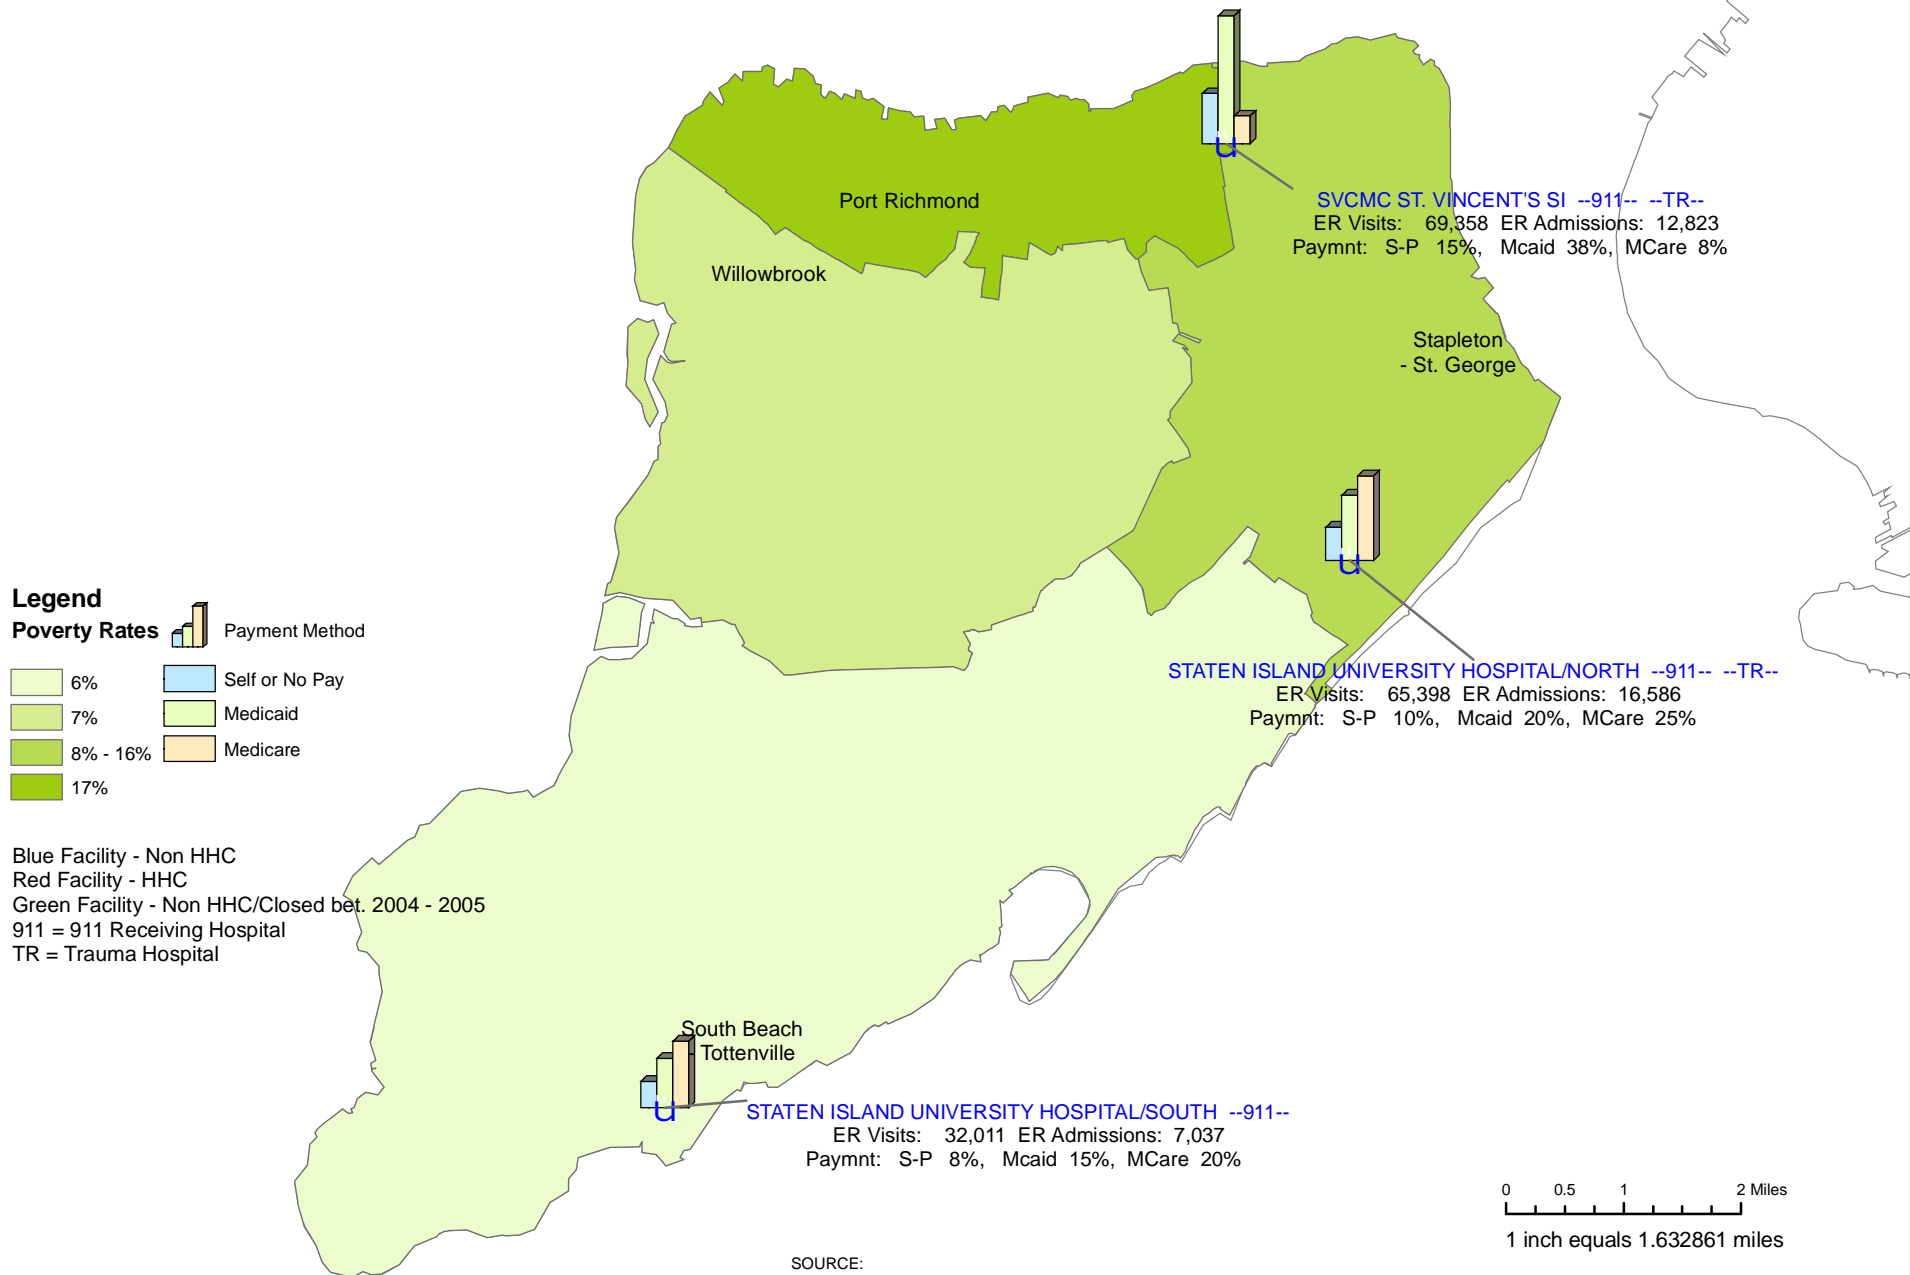 Port Richmond
SVCMC ST. VINCENT'S SI --911-- --TR--
ER Visits: 69,358 ER Admissions: 12,823
Paymnt: S-P 15%, Mcaid 38%, MCare 8%
Willowbrook
Stapleton
- St. George
Legend
Poverty Rates
Payment Method
6%
Self or No Pay
7%
Medicaid
8% - 16%
Medicare
17%
STATEN ISLAND UNIVERSITY HOSPITAL/NORTH --911-- --TR--
ER Visits: 65,398 ER Admissions: 16,586
Paymnt: S-P 10%, Mcaid 20%, MCare 25%
Blue Facility - Non HHC
Red Facility - HHC
Green Facility - Non HHC/Closed bet. 2004 - 2005
911 = 911 Receiving Hospital
TR = Trauma Hospital
South Beach
Tottenville
STATEN ISLAND UNIVERSITY HOSPITAL/SOUTH --911--
ER Visits: 32,011 ER Admissions: 7,037
Paymnt: S-P 8%, Mcaid 15%, MCare 20%
0 0.5 1 2 Miles
1 inch equals 1.632861 miles
SOURCE: